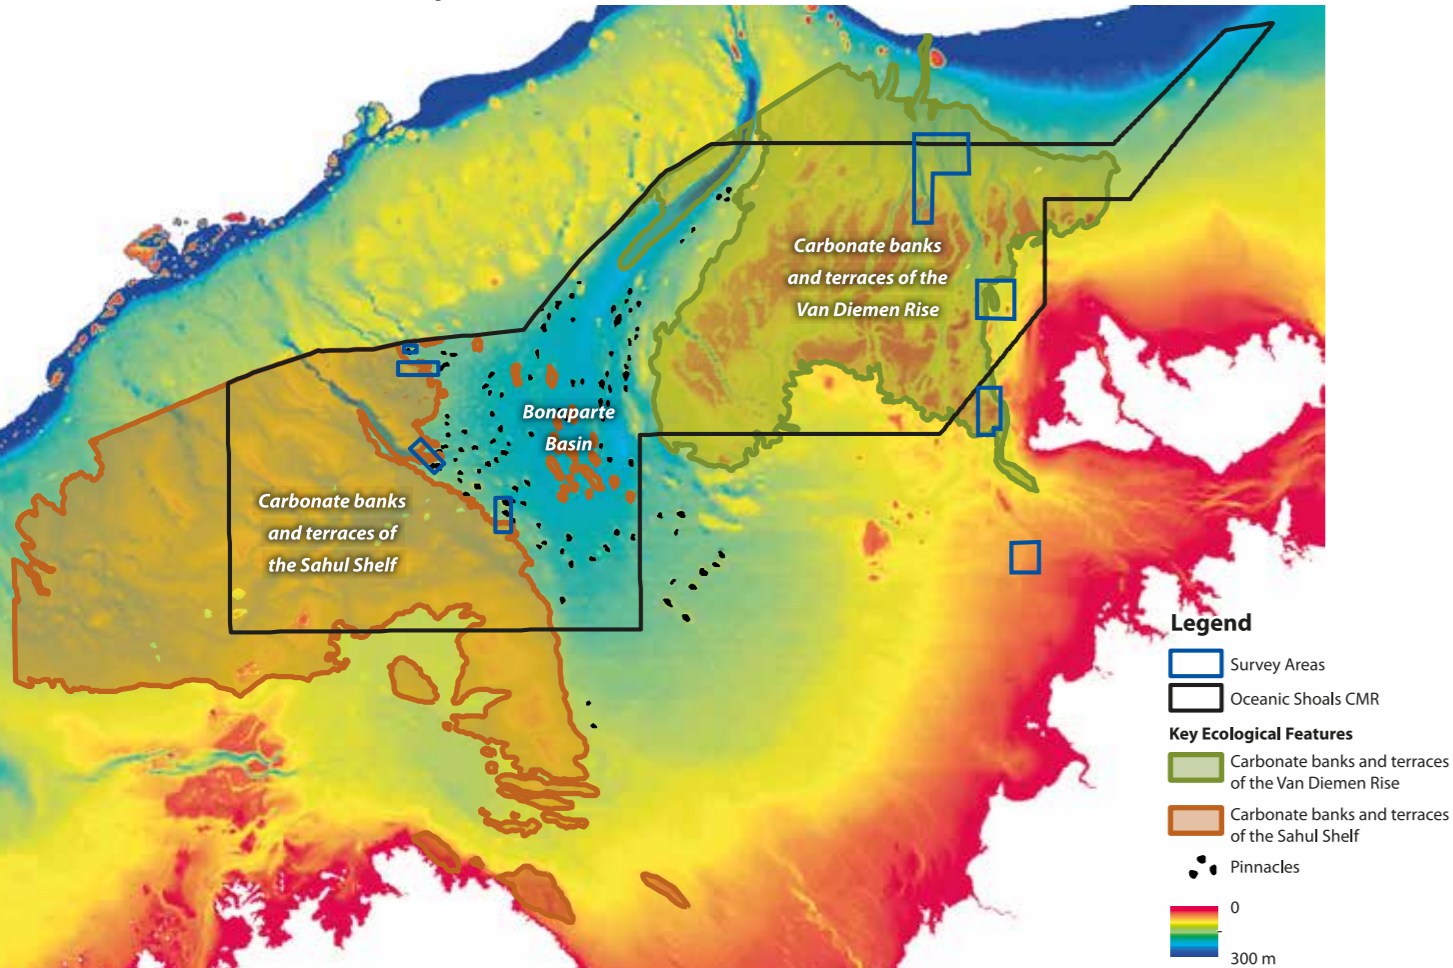 Carbonate banks
and terraces of the
Van Diemen Rise
Bonaparte
Basin
Carbonate banks
and terraces of
the Sahul Shelf
Legend
Survey Areas
Oceanic Shoals CMR
Key Ecological Features
Carbonate banks and terraces
of the Van Diemen Rise
Carbonate banks and terraces
of the Sahul Shelf
Pinnacles
0
300 m